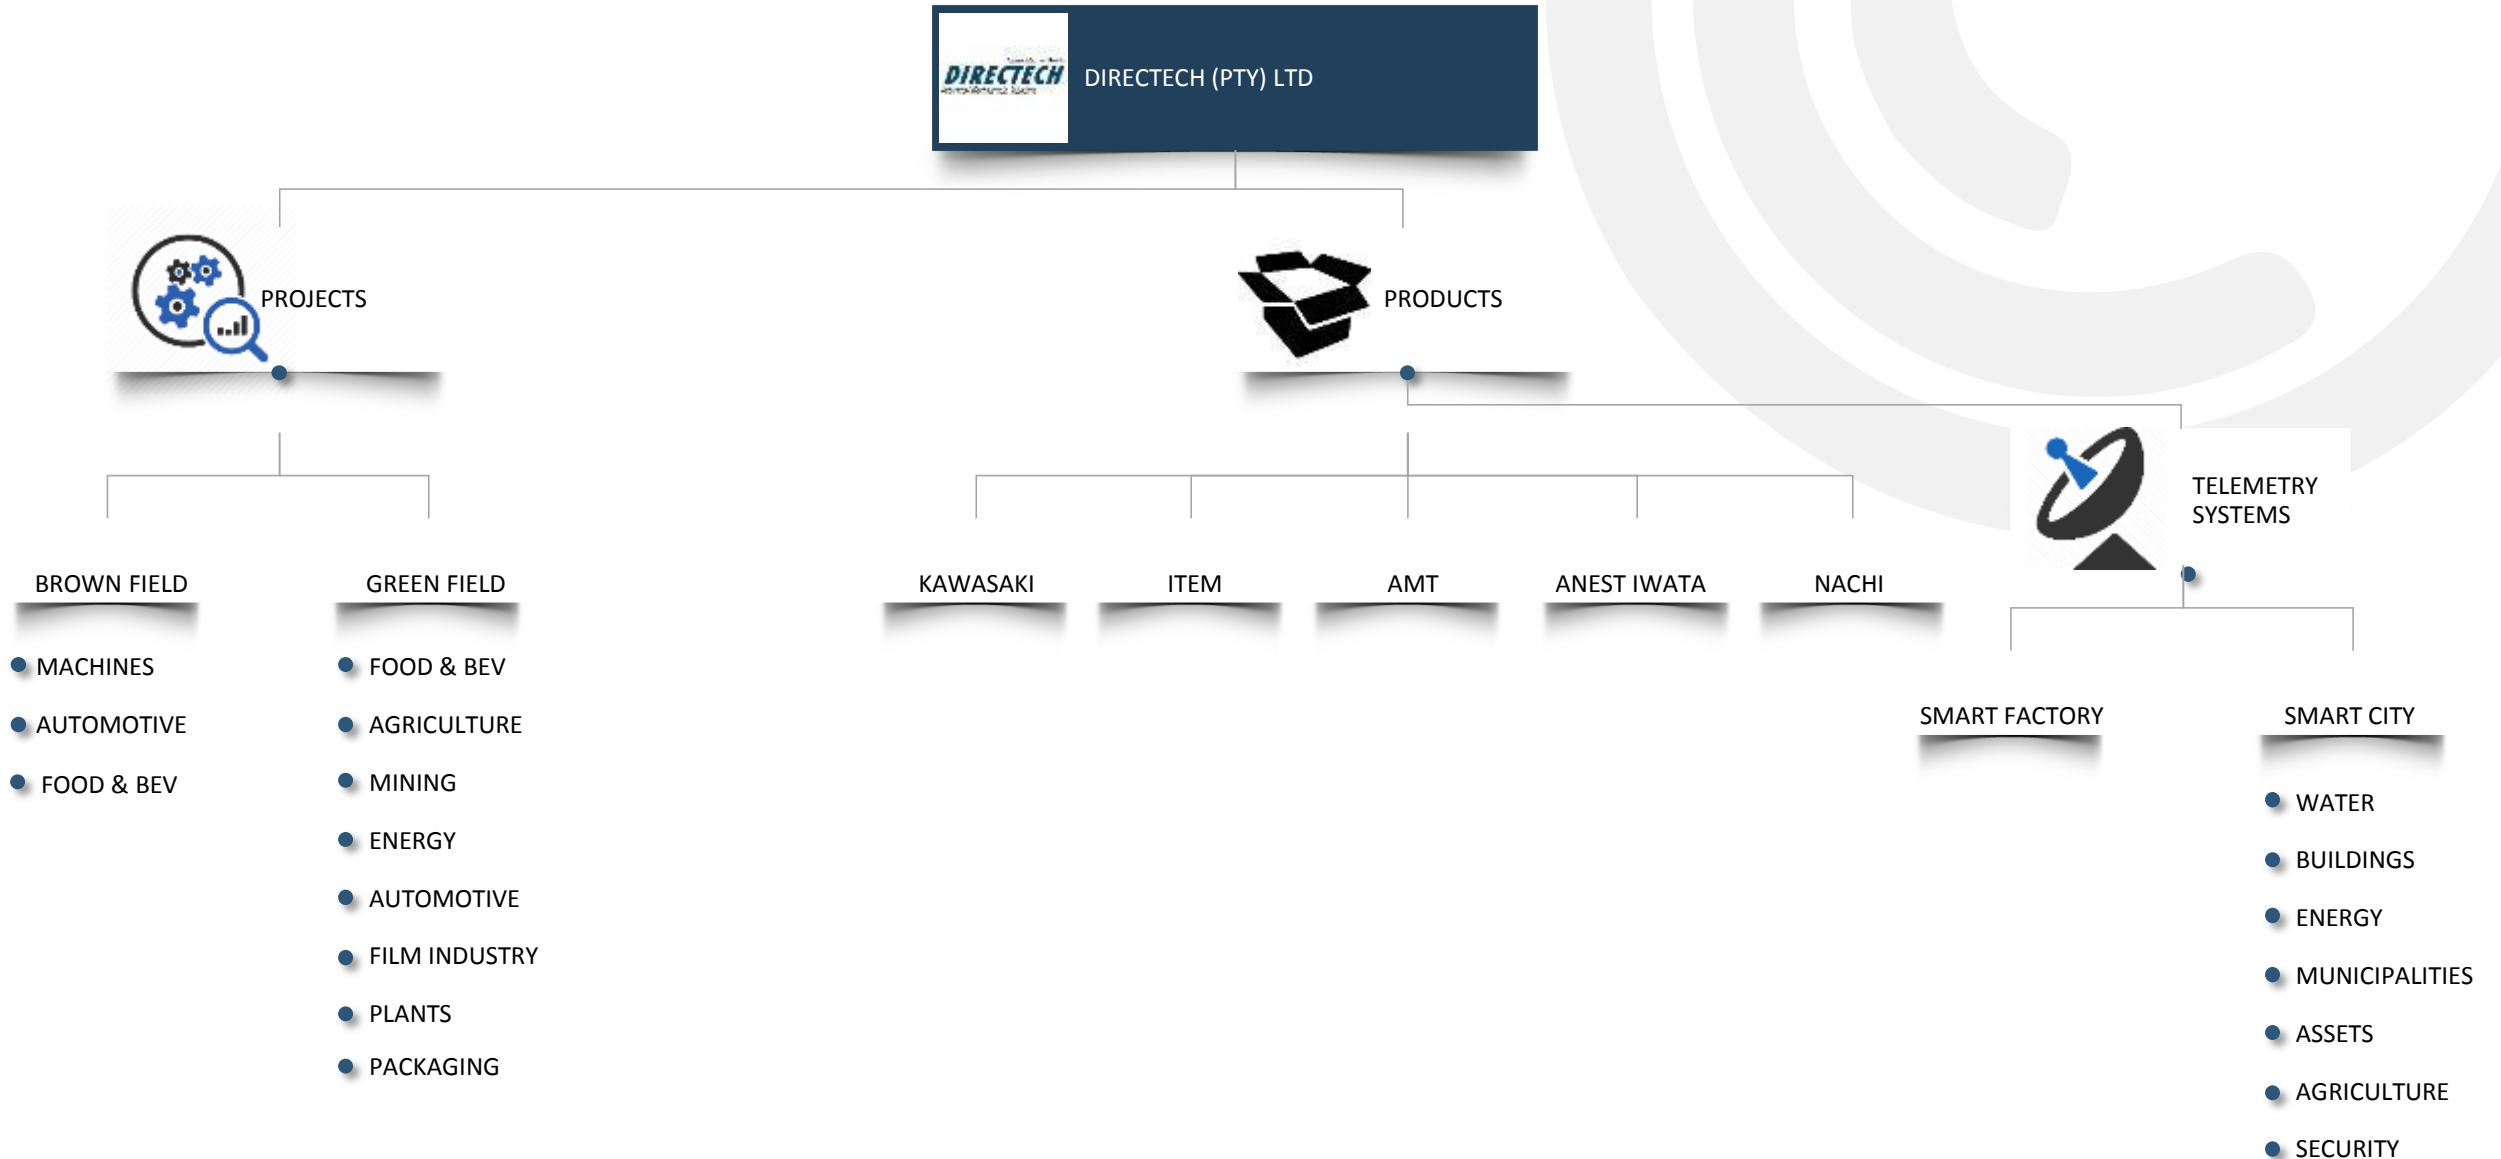 DIRECTECH
DIRECTECH (PTY) LTD
PROJECTS
PRODUCTS
TELEMETRY
SYSTEMS
BROWN FIELD
MACHINES
AUTOMOTIVE
FOOD & BEV
GREEN FIELD
FOOD & BEV
AGRICULTURE
MINING
ENERGY
AUTOMOTIVE
FILM INDUSTRY
PLANTS
PACKAGING
KAWASAKI
ITEM
AMT
ANEST IWATA
NACHI
SMART FACTORY
SMART CITY
WATER
BUILDINGS
ENERGY
MUNICIPALITIES
ASSETS
AGRICULTURE
SECURITY